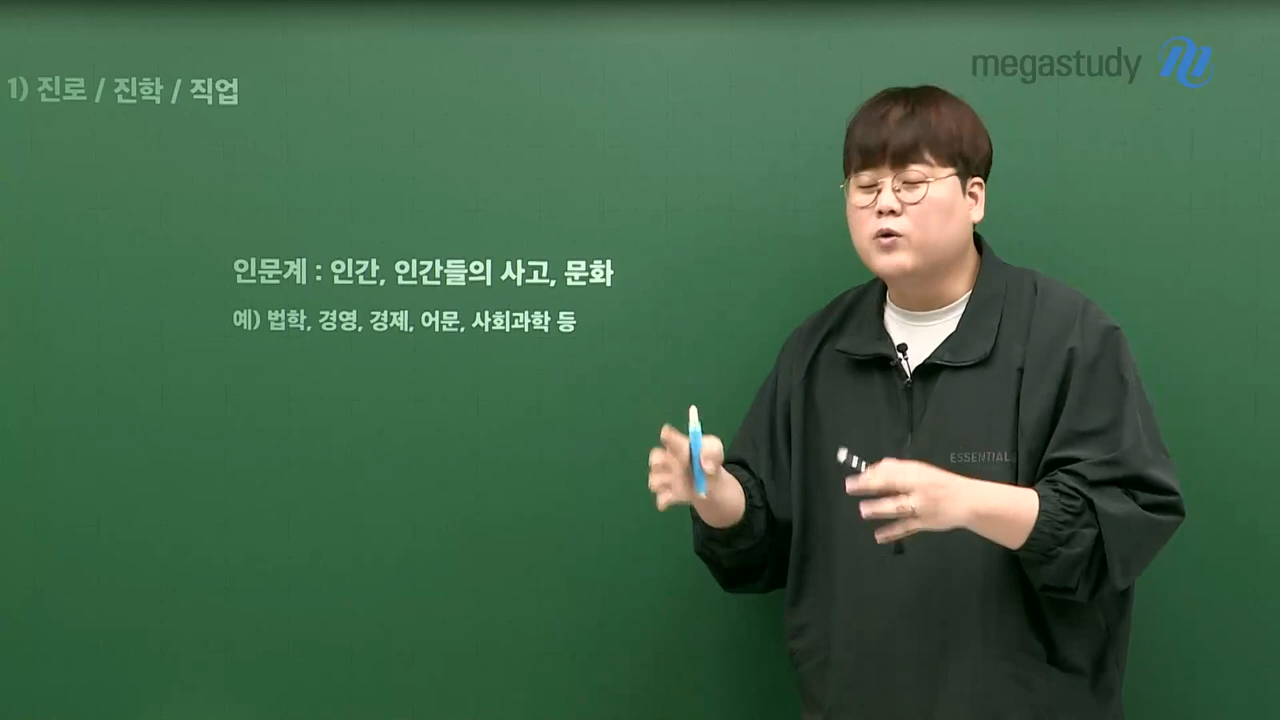 megastudy
1) 진로 / 진학 / 직업
인문계 : 인간, 인간들의 사고, 문화
예) 법학, 경영, 경제, 어문, 사회과학 등
ESSENTIAL